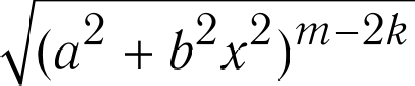 √(a² + b²x²)^{m−2k}